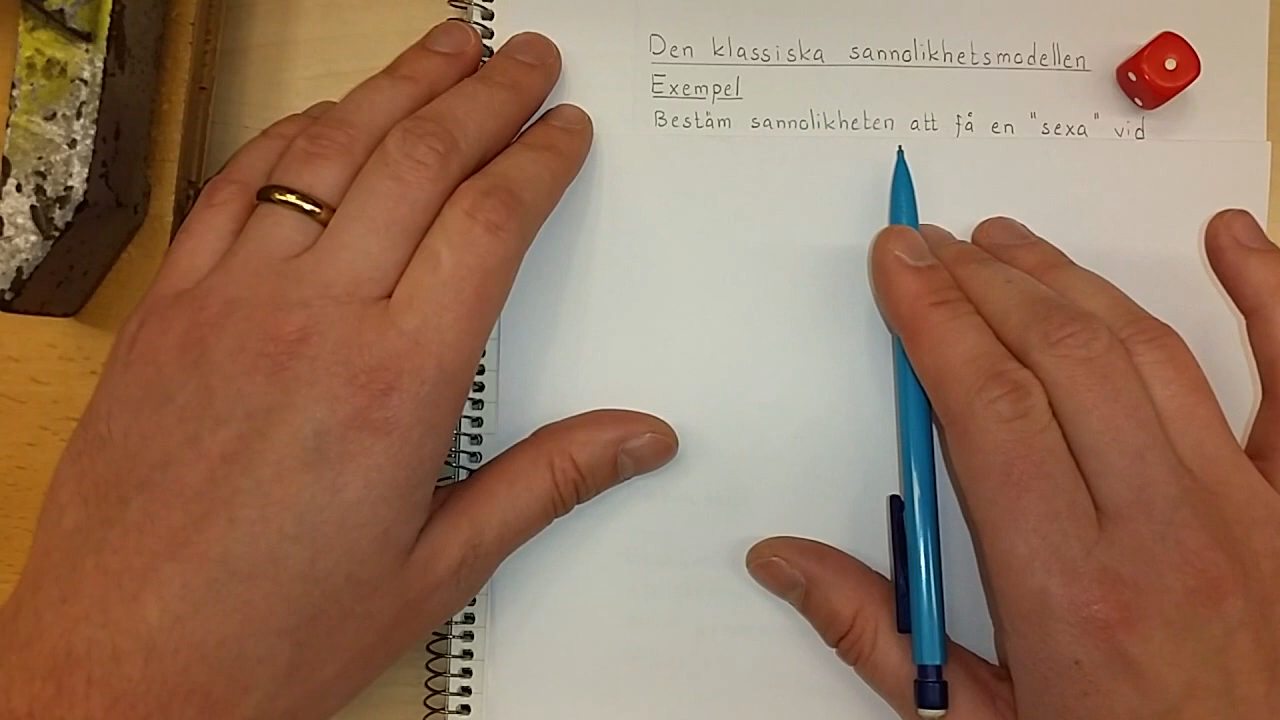 Den klassiska sannolikhetsmodellen
Exempel
Bestäm sannolikheten att få en "sexa" vid